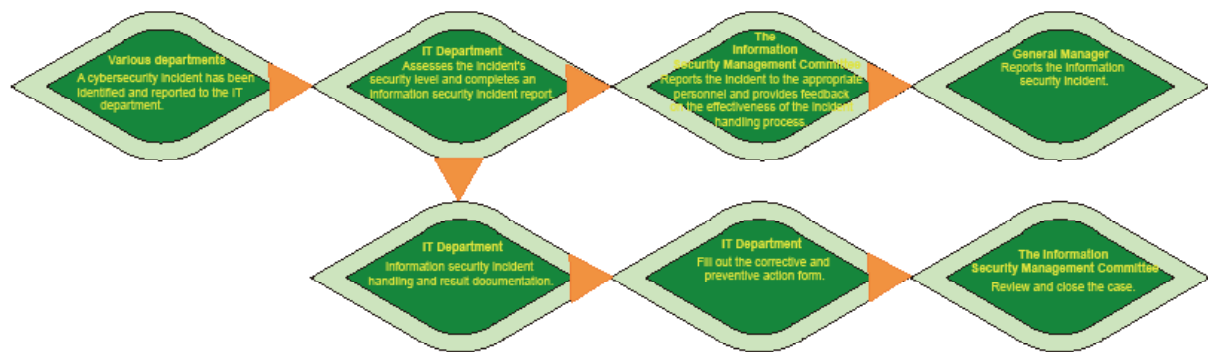 Various departments
A cybersecurity incident has been
identified and reported to the IT
department.
IT Department
Assesses the incident's
security level and completes an
information security incident report
The
Information
Security Management Committee
Reports the incident to the appropriate
personnel and provides feedback
on the effectiveness of the incident
handling process.
General Manager
Reports the information
security incident.
IT Department
Information security incident
handling and result documentation.
IT Department
Fill out the corrective and
preventive action form.
The Information
Security Management Committee
Review and close the case.